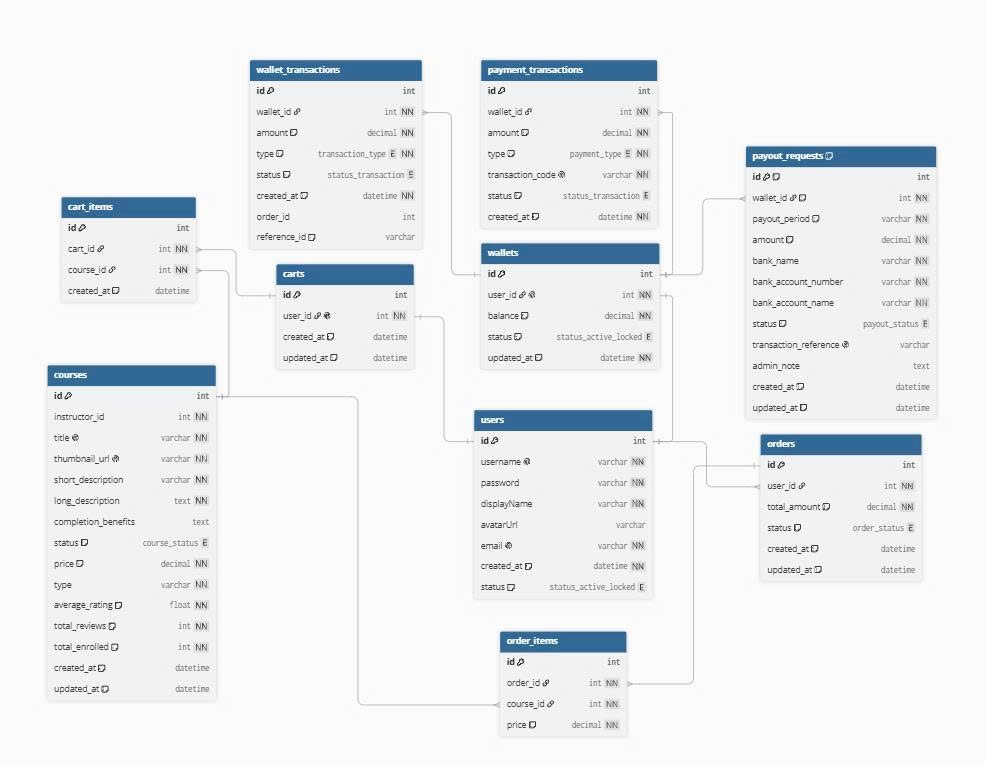 wallet_transactions
id int
wallet_id int NN
amount decimal NN
type transaction_type E NN
status status_transaction E
created_at datetime NN
order_id int
reference_id varchar
payment_transactions
id int
wallet_id int NN
amount decimal NN
type payment_type E NN
transaction_code varchar NN
status status_transaction E
created_at datetime NN
payout_requests
id int
wallet_id int NN
payout_period varchar NN
amount decimal NN
bank_name varchar NN
bank_account_number varchar NN
bank_account_name varchar NN
status payout_status E
transaction_reference varchar
admin_note text
created_at datetime
updated_at datetime
cart_items
id int
cart_id int NN
course_id int NN
created_at datetime
carts
id int
user_id int NN
created_at datetime
updated_at datetime
wallets
id int
user_id int NN
balance decimal NN
status status_active_locked E
updated_at datetime NN
courses
id int
instructor_id int NN
title varchar NN
thumbnail_url varchar NN
short_description varchar NN
long_description text NN
completion_benefits text
status course_status E
price decimal NN
type varchar NN
average_rating float NN
total_reviews int NN
total_enrolled int NN
created_at datetime
updated_at datetime
users
id int
username varchar NN
password varchar NN
displayName varchar NN
avatarUrl varchar
email varchar NN
created_at datetime NN
status status_active_locked E
orders
id int
user_id int NN
total_amount decimal NN
status order_status E
created_at datetime
updated_at datetime
order_items
id int
order_id int NN
course_id int NN
price decimal NN